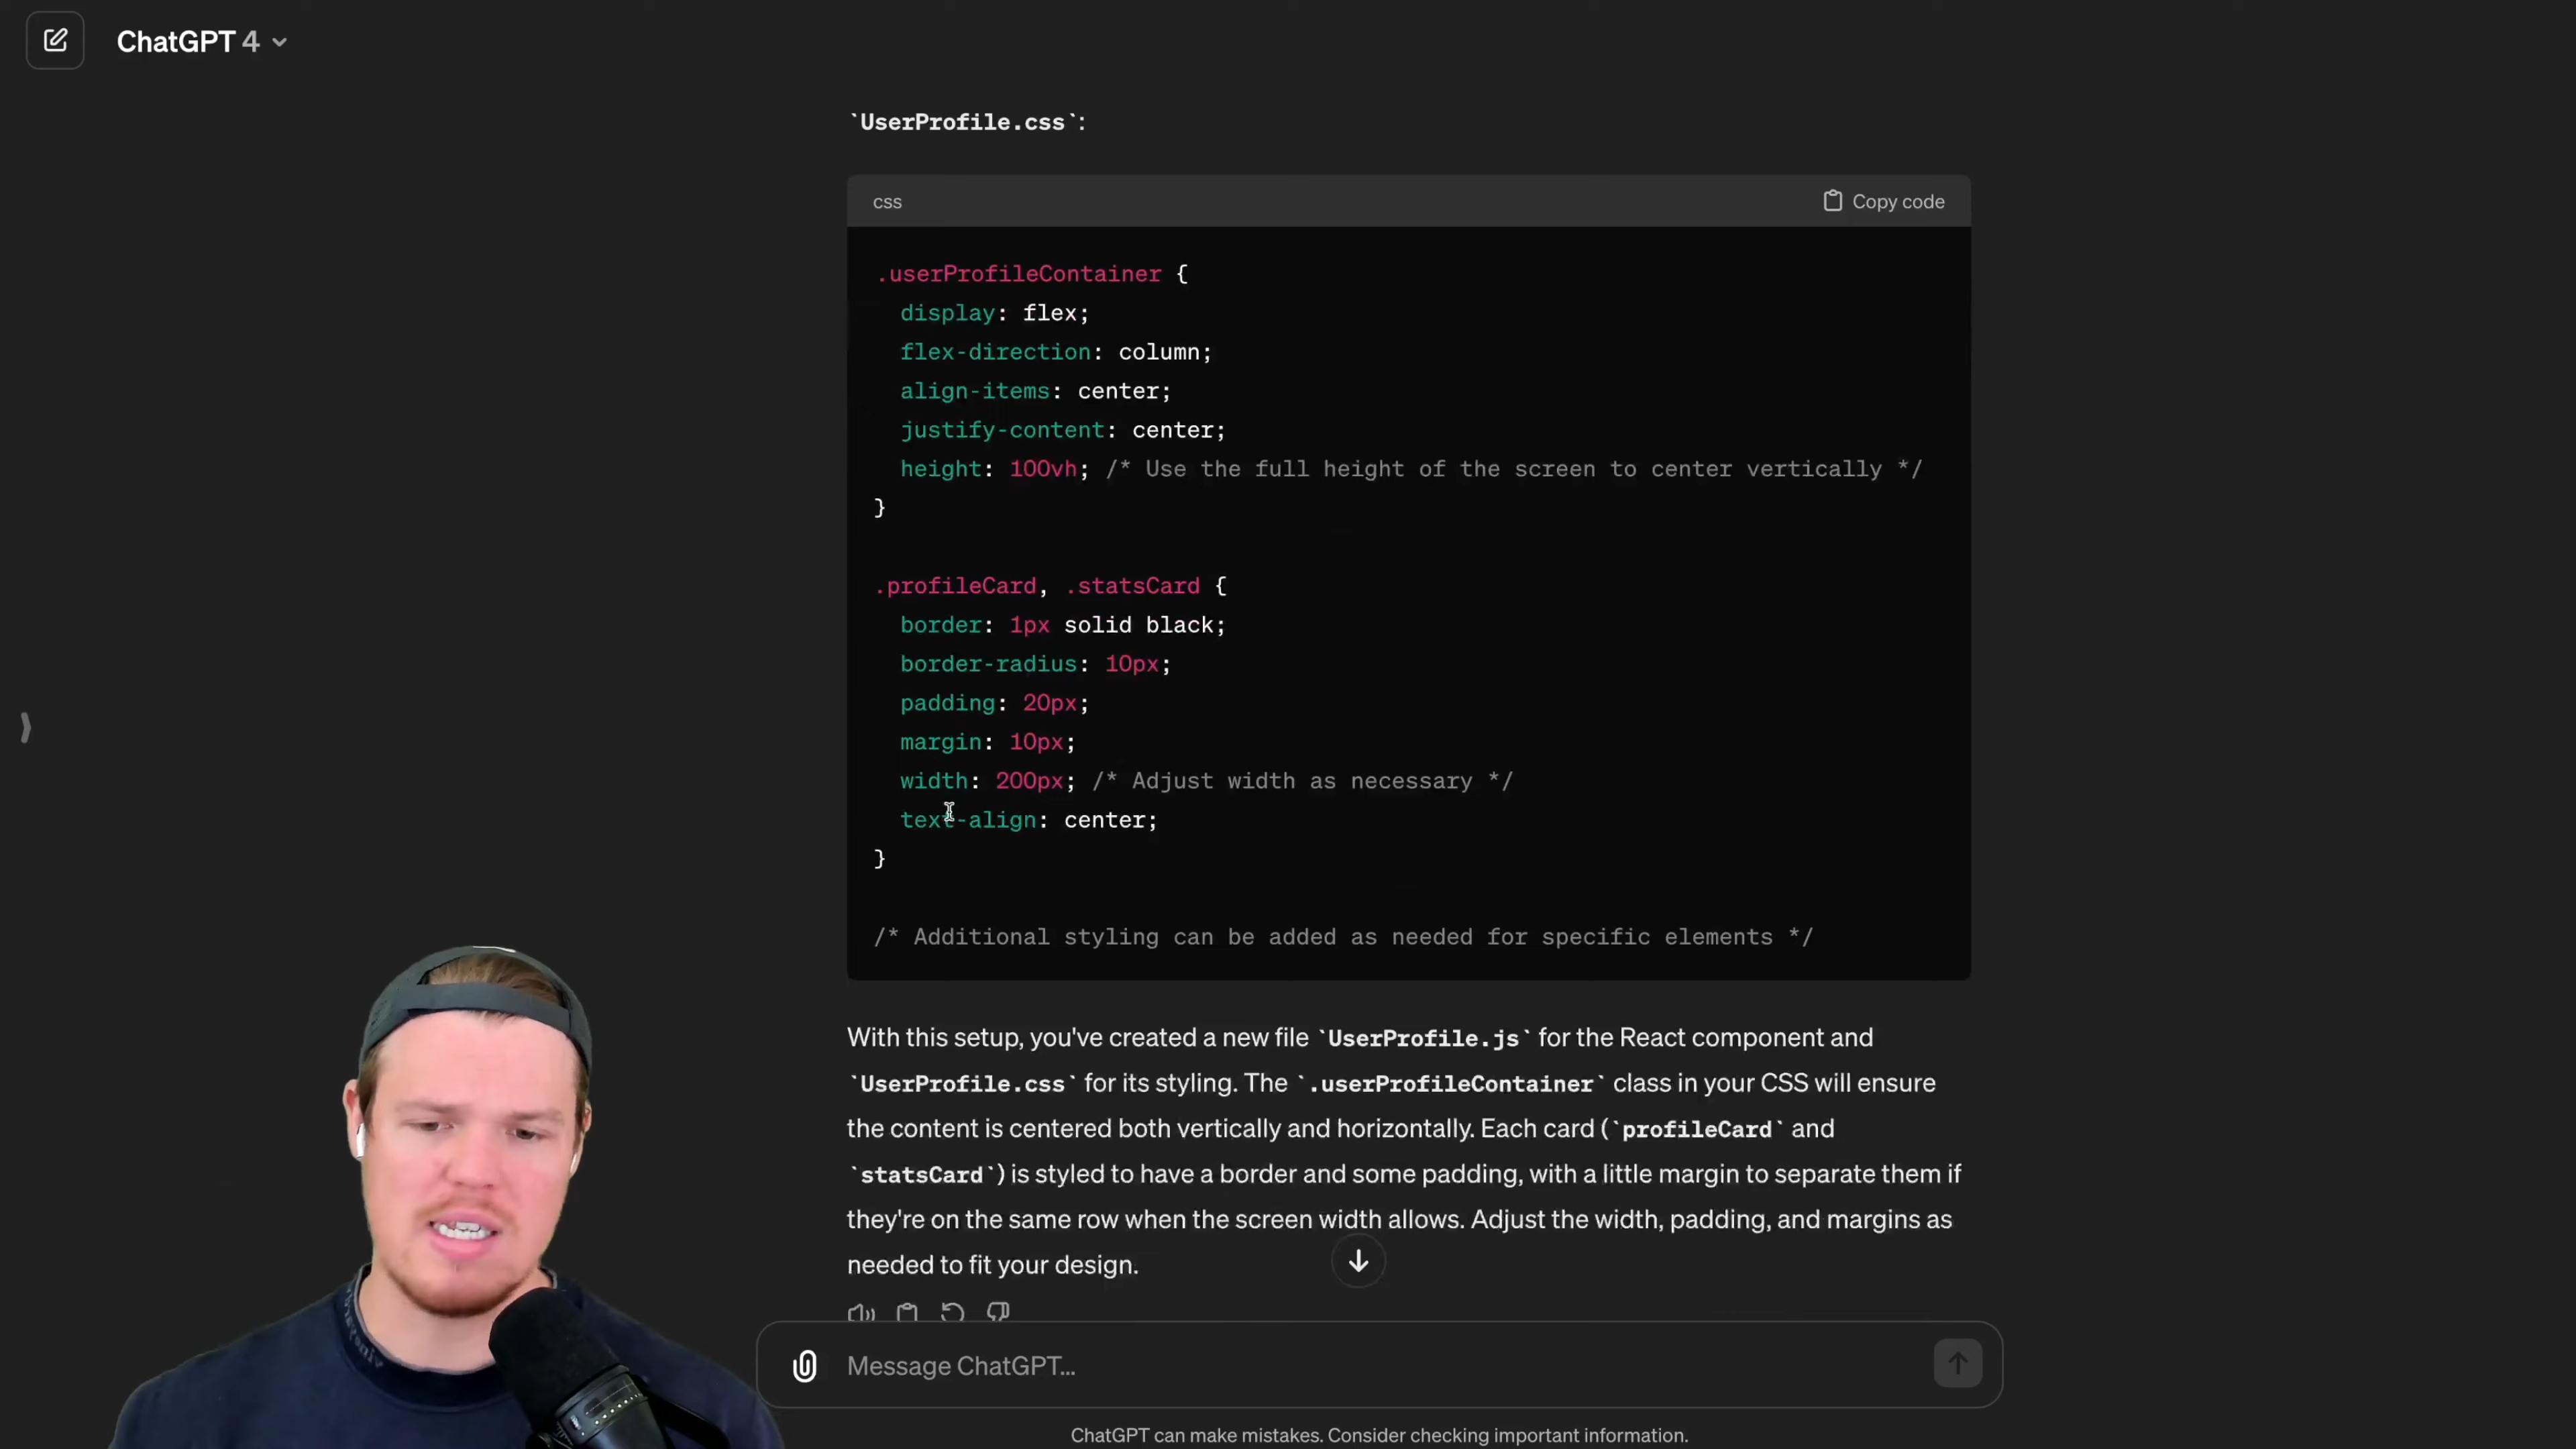 ChatGPT 4
`UserProfile.css`:
css
Copy code
.userProfileContainer {
display: flex;
flex-direction: column;
align-items: center;
justify-content: center;
height: 100vh; /* Use the full height of the screen to center vertically */
}
.profileCard, .statsCard {
border: 1px solid black;
border-radius: 10px;
padding: 20px;
margin: 10px;
width: 200px; /* Adjust width as necessary */
text-align: center;
}
/* Additional styling can be added as needed for specific elements */
With this setup, you've created a new file `UserProfile.js` for the React component and
`UserProfile.css` for its styling. The `.userProfileContainer` class in your CSS will ensure
the content is centered both vertically and horizontally. Each card (`profileCard` and
`statsCard`) is styled to have a border and some padding, with a little margin to separate them if
they're on the same row when the screen width allows. Adjust the width, padding, and margins as
needed to fit your design.
Message ChatGPT...
ChatGPT can make mistakes. Consider checking important information.